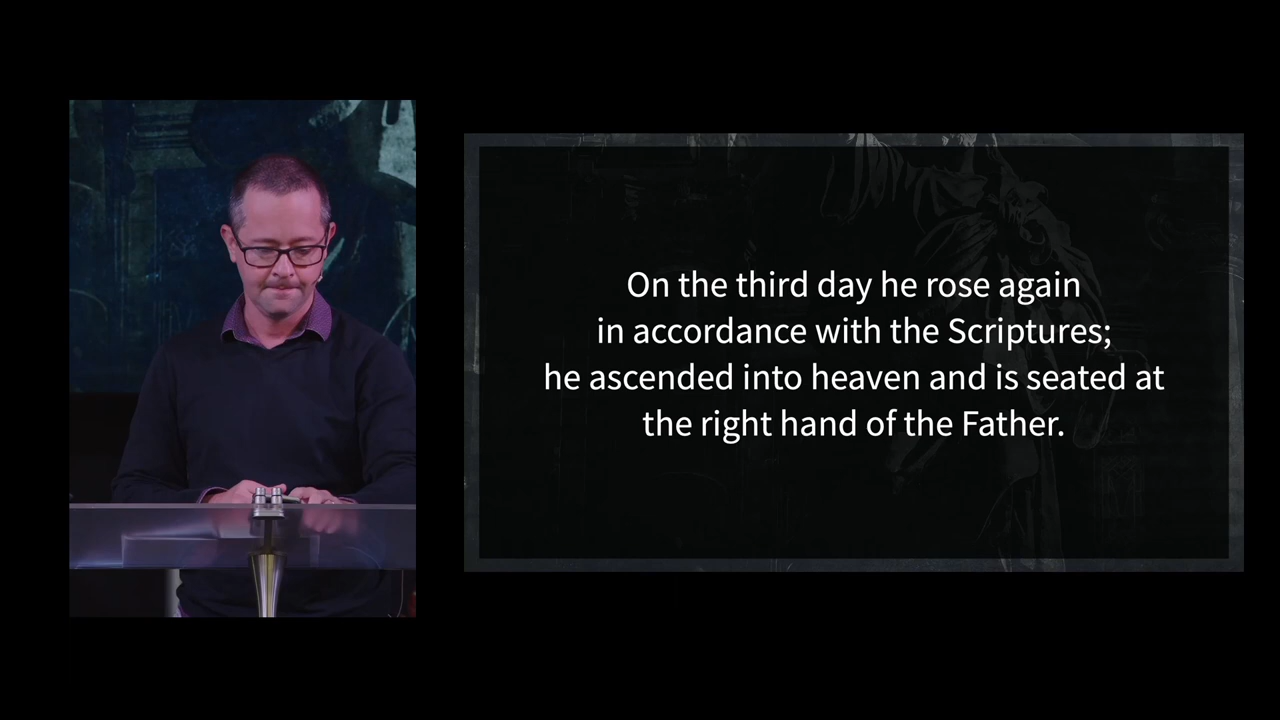 On the third day he rose again
in accordance with the Scriptures;
he ascended into heaven and is seated at
the right hand of the Father.